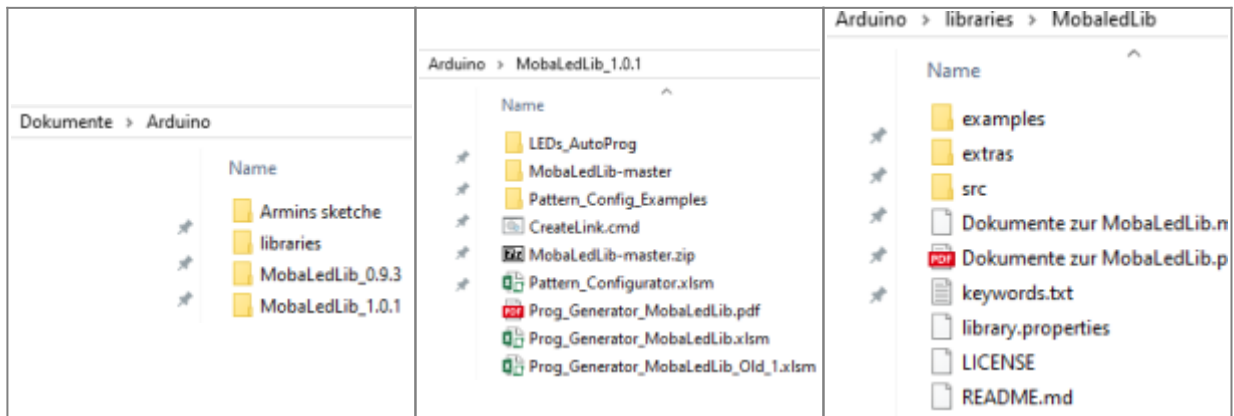 Dokumente > Arduino
Name
Armins sketche
libraries
MobaLedLib_0.9.3
MobaLedLib_1.0.1
Arduino > MobaLedLib_1.0.1
Name
LEDs_AutoProg
MobaLedLib-master
Pattern_Config_Examples
CreateLink.cmd
MobaLedLib-master.zip
Pattern_Configurator.xlsm
Prog_Generator_MobaLedLib.pdf
Prog_Generator_MobaLedLib.xlsm
Prog_Generator_MobaLedLib_Old_1.xlsm
Arduino > libraries > MobaledLib
Name
examples
extras
src
Dokumente zur MobaLedLib.m
Dokumente zur MobaLedLib.p
keywords.txt
library.properties
LICENSE
README.md